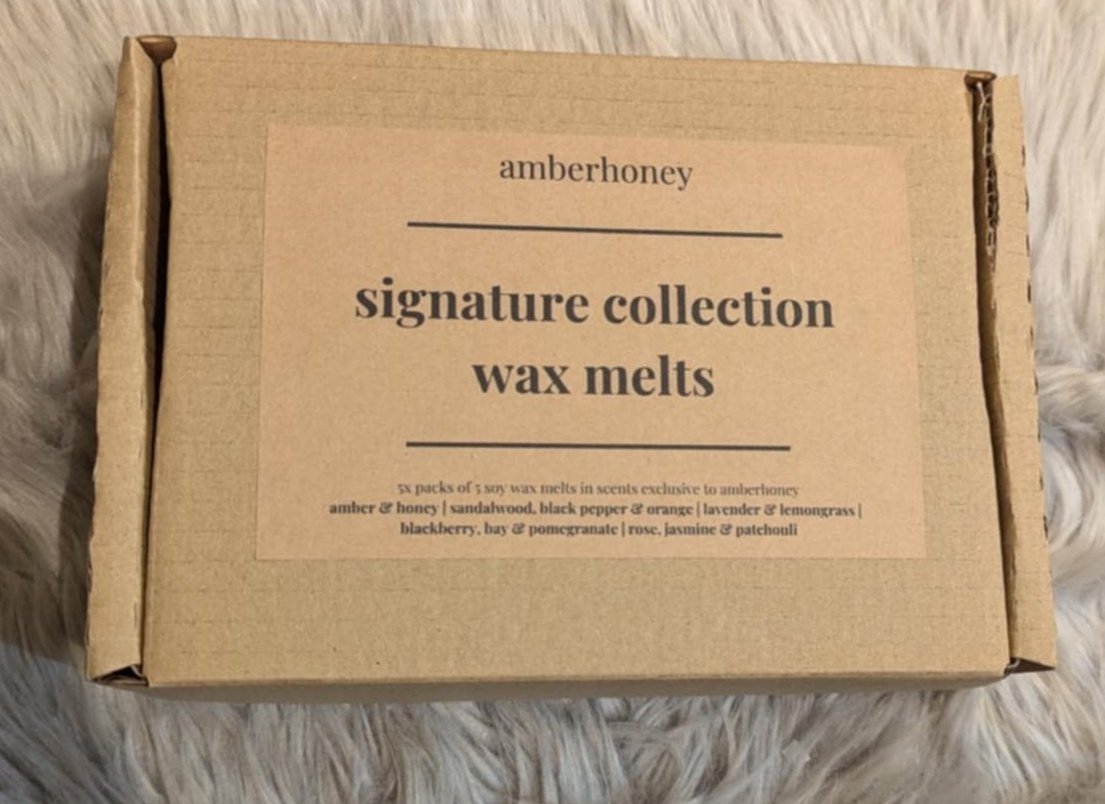 amberhoney
signature collection
wax melts
5x packs of 5 soy wax melts in scents exclusive to amberhoney
amber & honey | sandalwood, black pepper & orange | lavender & lemongrass |
blackberry, bay & pomegranate | rose, jasmine & patchouli